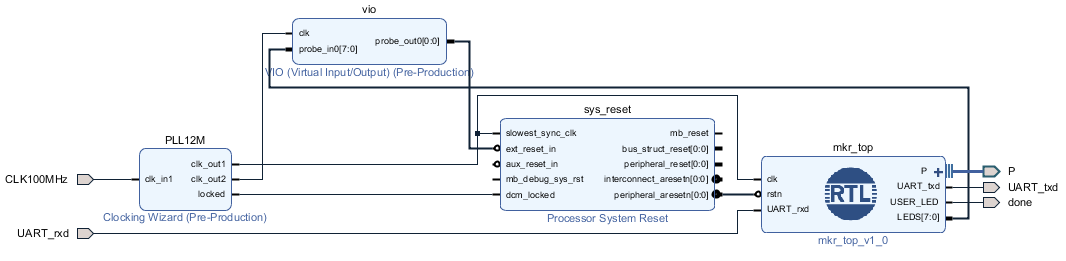 vio
clk
probe_in0[7:0]
probe_out0[0:0]
VIO (Virtual Input/Output) (Pre-Production)
sys_reset
slowest_sync_clk
ext_reset_in
aux_reset_in
mb_debug_sys_rst
dcm_locked
mb_reset
bus_struct_reset[0:0]
peripheral_reset[0:0]
interconnect_aresetn[0:0]
peripheral_aresetn[0:0]
Processor System Reset
PLL12M
CLK100MHz
clk_in1
clk_out1
clk_out2
locked
Clocking Wizard (Pre-Production)
UART_rxd
mkr_top
clk
rstn
UART_rxd
RTL
P
UART_txd
USER_LED
LEDS[7:0]
mkr_top_v1_0
P
UART_txd
done